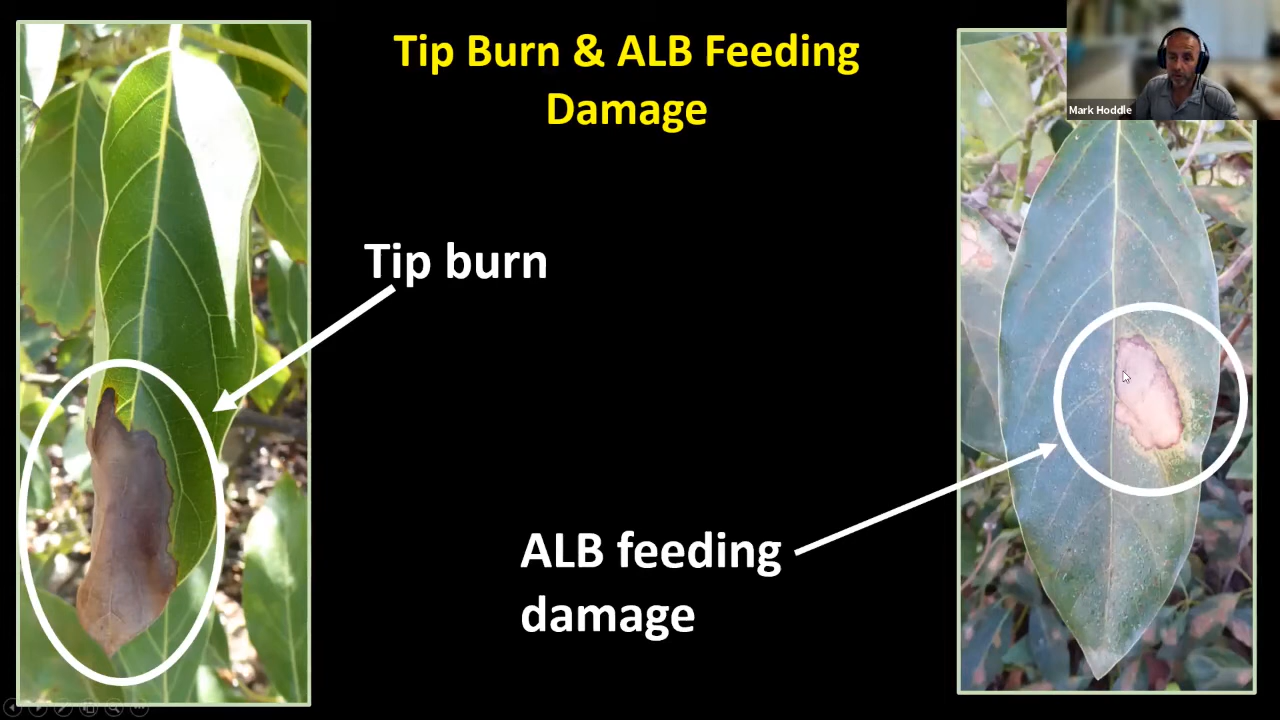 Tip Burn & ALB Feeding
Damage
Mark Hoddle
Tip burn
ALB feeding
damage